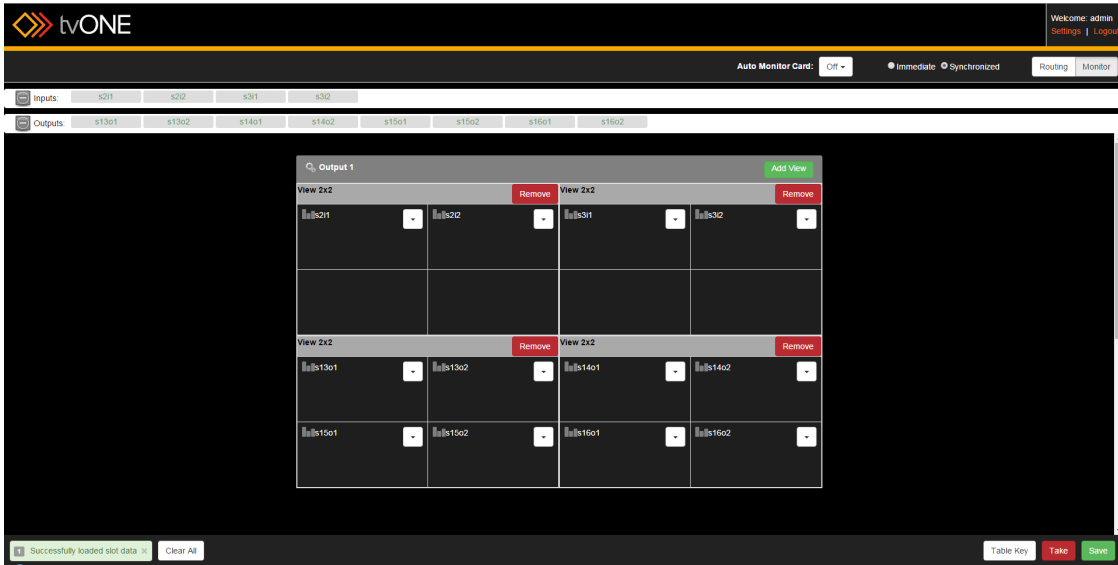 tvONE
Welcome: admin
Settings | Logout
Auto Monitor Card: Off Immediate Synchronized Routing Monitor
Inputs: s2i1 s2i2 s3i1 s3i2
Outputs: s13o1 s13o2 s14o1 s14o2 s15o1 s15o2 s16o1 s16o2
Output 1 Add View
View 2x2 Remove View 2x2 Remove
s2i1 s2i2 s3i1 s3i2
View 2x2 Remove View 2x2 Remove
s13o1 s13o2 s14o1 s14o2
s15o1 s15o2 s16o1 s16o2
1 Successfully loaded slot data × Clear All Table Key Take Save